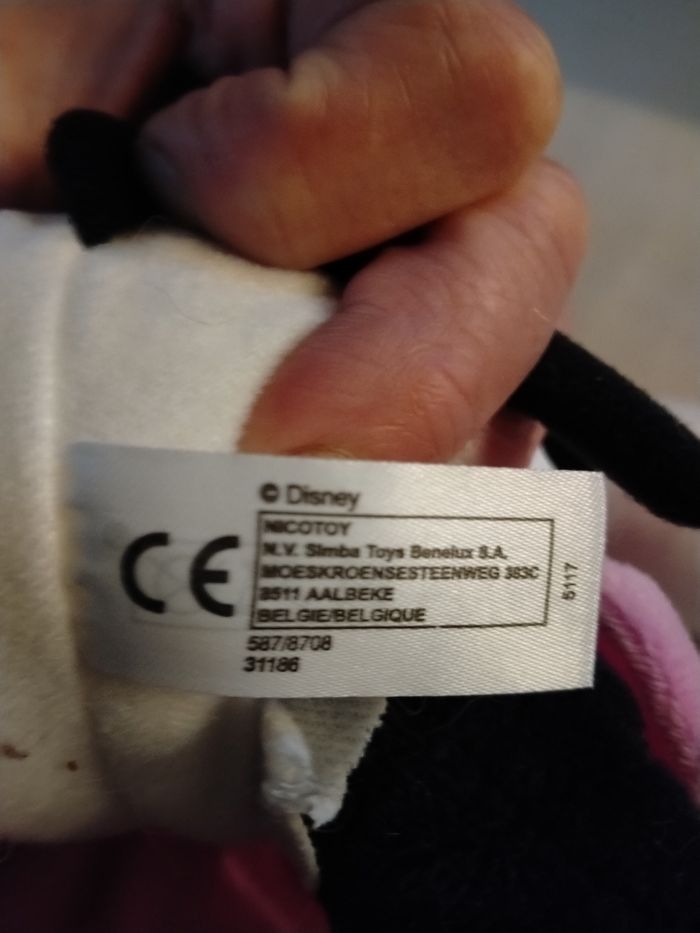 © Disney
CE
NICOTOY
N.V. Simba Toys Benelux S.A.
MOESKROENSESTEENWEG 383C
8511 AALBEKE
BELGIE/BELGIQUE
5117
587/8708
31186